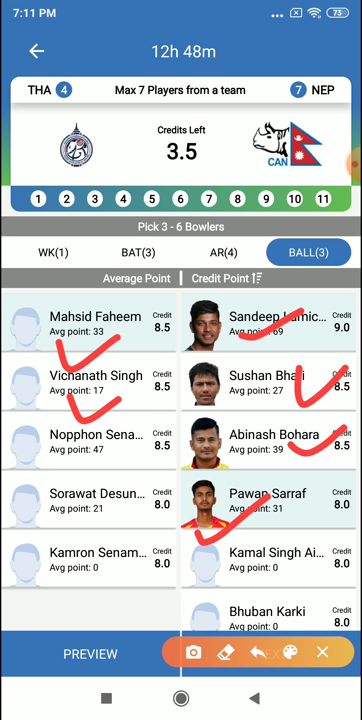 7:11 PM
73
12h 48m
THA 4 Max 7 Players from a team 7 NEP
Credits Left
3.5
CAN
1 2 3 4 5 6 7 8 9 10 11
Pick 3 - 6 Bowlers
WK(1) BAT(3) AR(4) BALL(3)
Average Point Credit Point
Mahsid Faheem Credit
Avg point: 33 8.5
Sandeep Lamic... Credit
Avg point: 69 9.0
Vichanath Singh Credit
Avg point: 17 8.5
Sushan Bhari Credit
Avg point: 27 8.5
Nopphon Sena... Credit
Avg point: 47 8.5
Abinash Bohara Credit
Avg point: 39 8.5
Sorawat Desun... Credit
Avg point: 21 8.0
Pawan Sarraf Credit
Avg point: 31 8.0
Kamron Senam... Credit
Avg point: 0 8.0
Kamal Singh Ai... Credit
Avg point: 0 8.0
Bhuban Karki Credit
8.0
PREVIEW